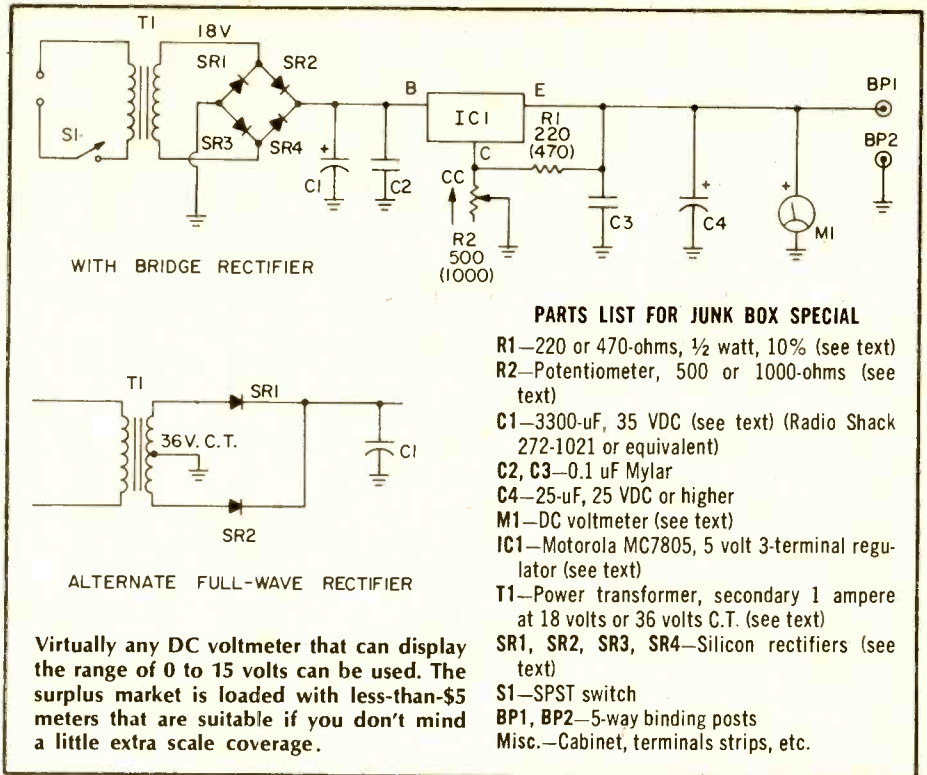 T1
18V
SR1
SR2
SR3
SR4
S1
+
C1
C2
B
E
IC1
C
R1
220
(470)
CC
R2
500
(1000)
C3
+
C4
+
M1
BP1
BP2
WITH BRIDGE RECTIFIER
T1
SR1
36V. C.T.
C1
SR2
ALTERNATE FULL-WAVE RECTIFIER
Virtually any DC voltmeter that can display
the range of 0 to 15 volts can be used. The
surplus market is loaded with less-than-$5
meters that are suitable if you don't mind
a little extra scale coverage.
PARTS LIST FOR JUNK BOX SPECIAL
R1—220 or 470-ohms, ½ watt, 10% (see text)
R2—Potentiometer, 500 or 1000-ohms (see
text)
C1—3300-uF, 35 VDC (see text) (Radio Shack
272-1021 or equivalent)
C2, C3—0.1 uF Mylar
C4—25-uF, 25 VDC or higher
M1—DC voltmeter (see text)
IC1—Motorola MC7805, 5 volt 3-terminal regu-
lator (see text)
T1—Power transformer, secondary 1 ampere
at 18 volts or 36 volts C.T. (see text)
SR1, SR2, SR3, SR4—Silicon rectifiers (see
text)
S1—SPST switch
BP1, BP2—5-way binding posts
Misc.—Cabinet, terminals strips, etc.